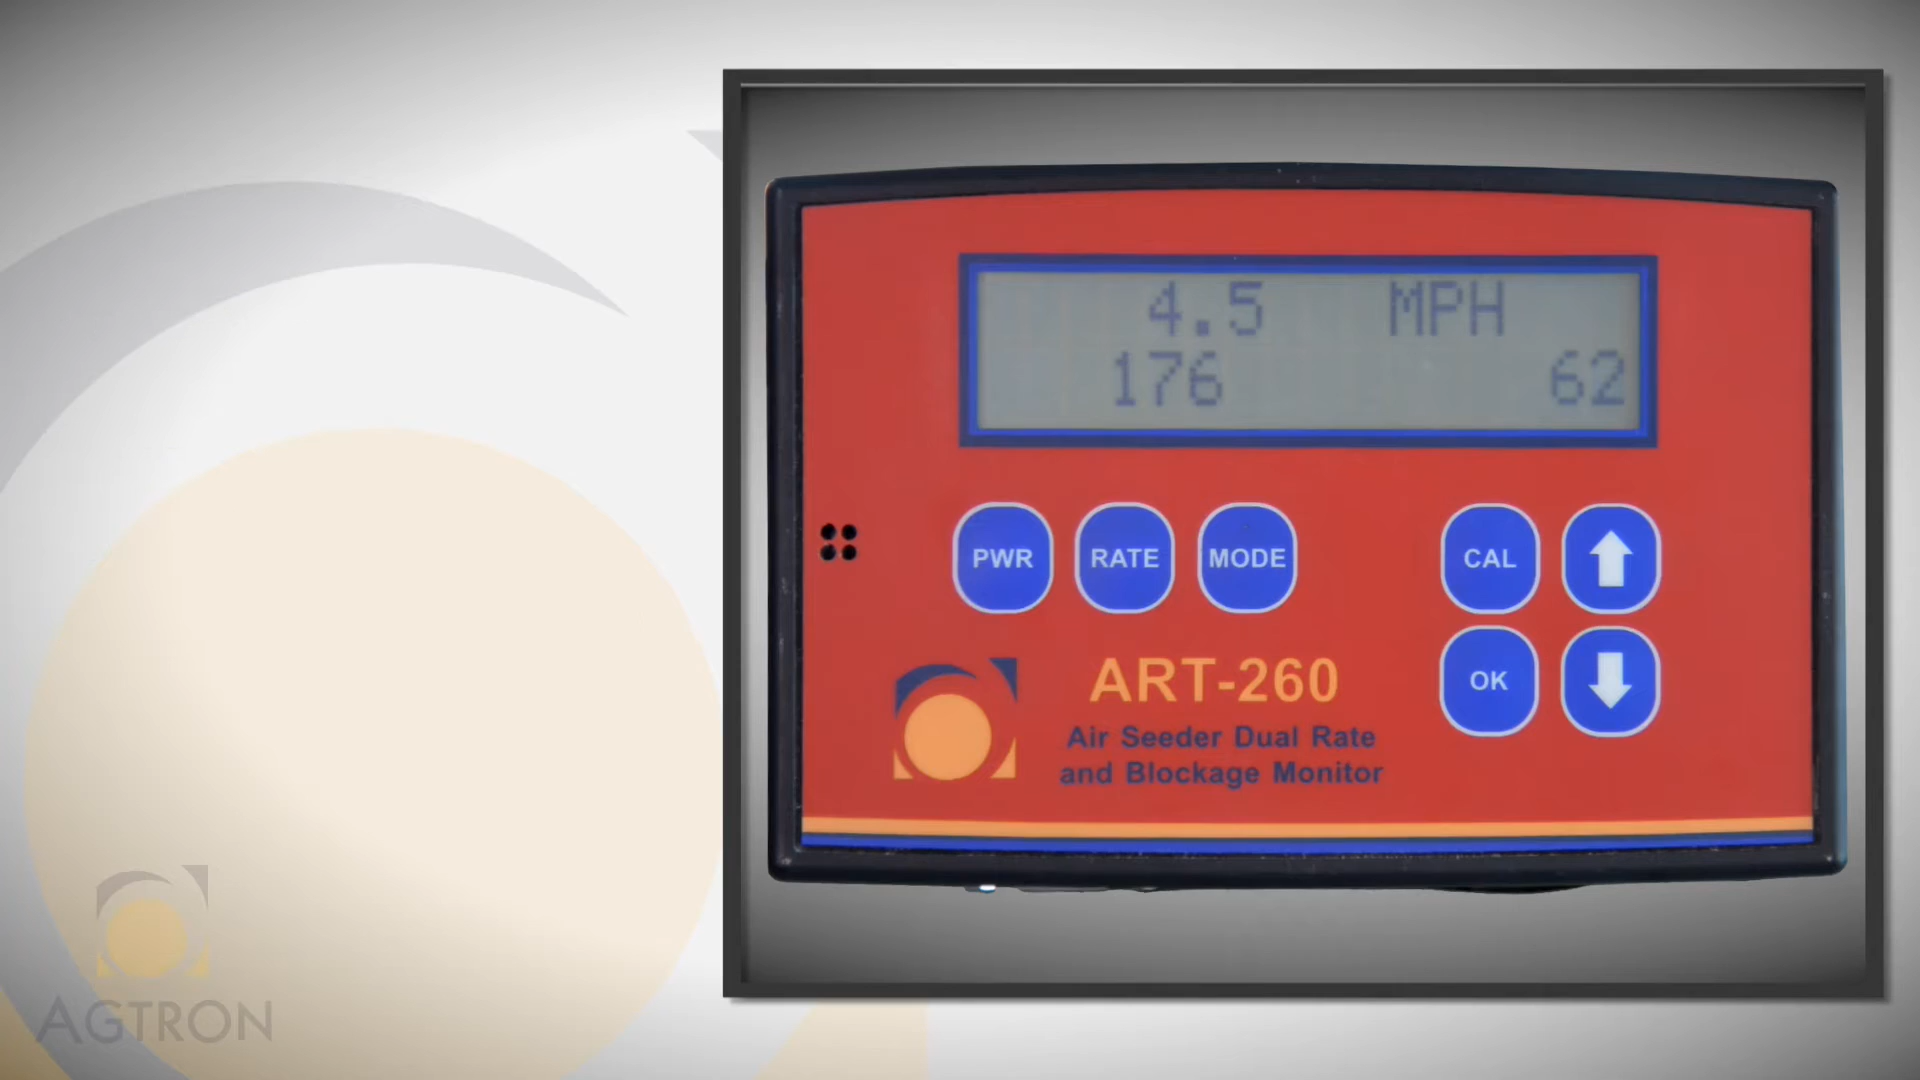 4.5 MPH
176 62
PWR RATE MODE CAL
OK
ART-260
Air Seeder Dual Rate
and Blockage Monitor
AGTRON